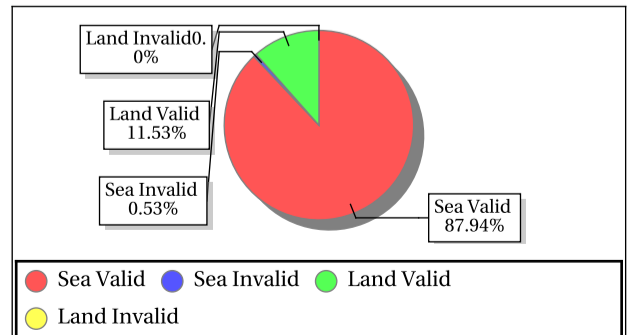 Land Invalid0.
0%
Land Valid
11.53%
Sea Invalid
0.53%
Sea Valid
87.94%
Sea Valid Sea Invalid Land Valid
Land Invalid